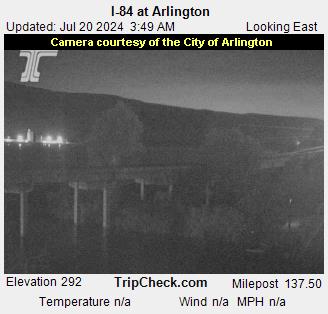 I-84 at Arlington
Updated: Jul 20 2024 3:49 AM Looking East
Camera courtesy of the City of Arlington
Elevation 292 TripCheck.com Milepost 137.50
Temperature n/a Wind n/a MPH n/a